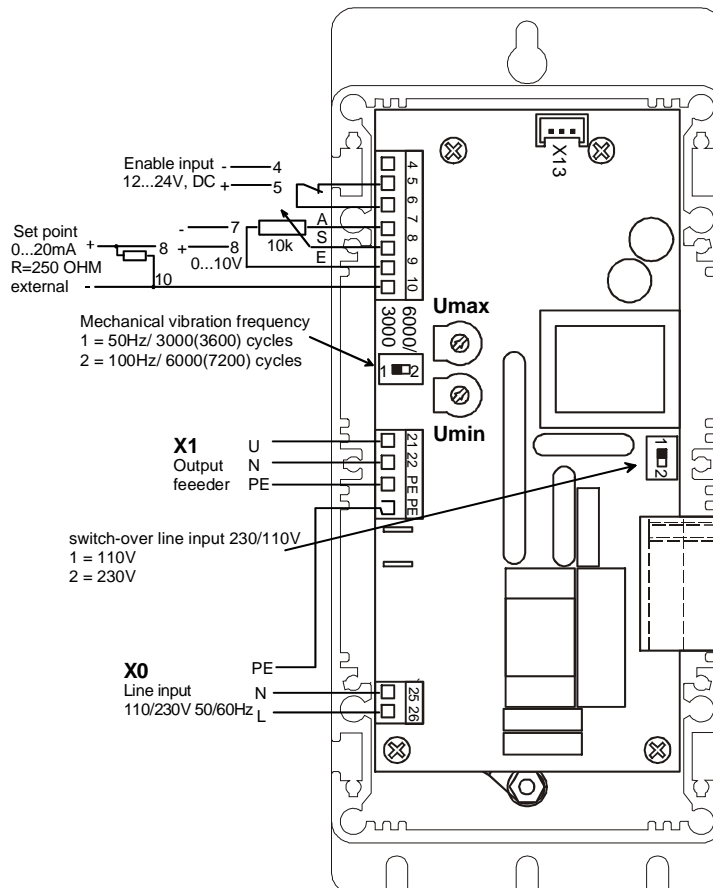 X13
Enable input - 4
12...24V, DC + 5
4
5
6
7
8
9
10
Set point
0...20mA + 8
R=250 OHM
external - 10
- 7
+ 8
0...10V
10k
A
S
E
Mechanical vibration frequency
1 = 50Hz/ 3000(3600) cycles
2 = 100Hz/ 6000(7200) cycles
6000/
3000
1 2
Umax
Umin
X1 U
Output N
feeeder PE
21
22
PE
PE
1
2
switch-over line input 230/110V
1 = 110V
2 = 230V
X0 PE
Line input N
110/230V 50/60Hz L
25
26